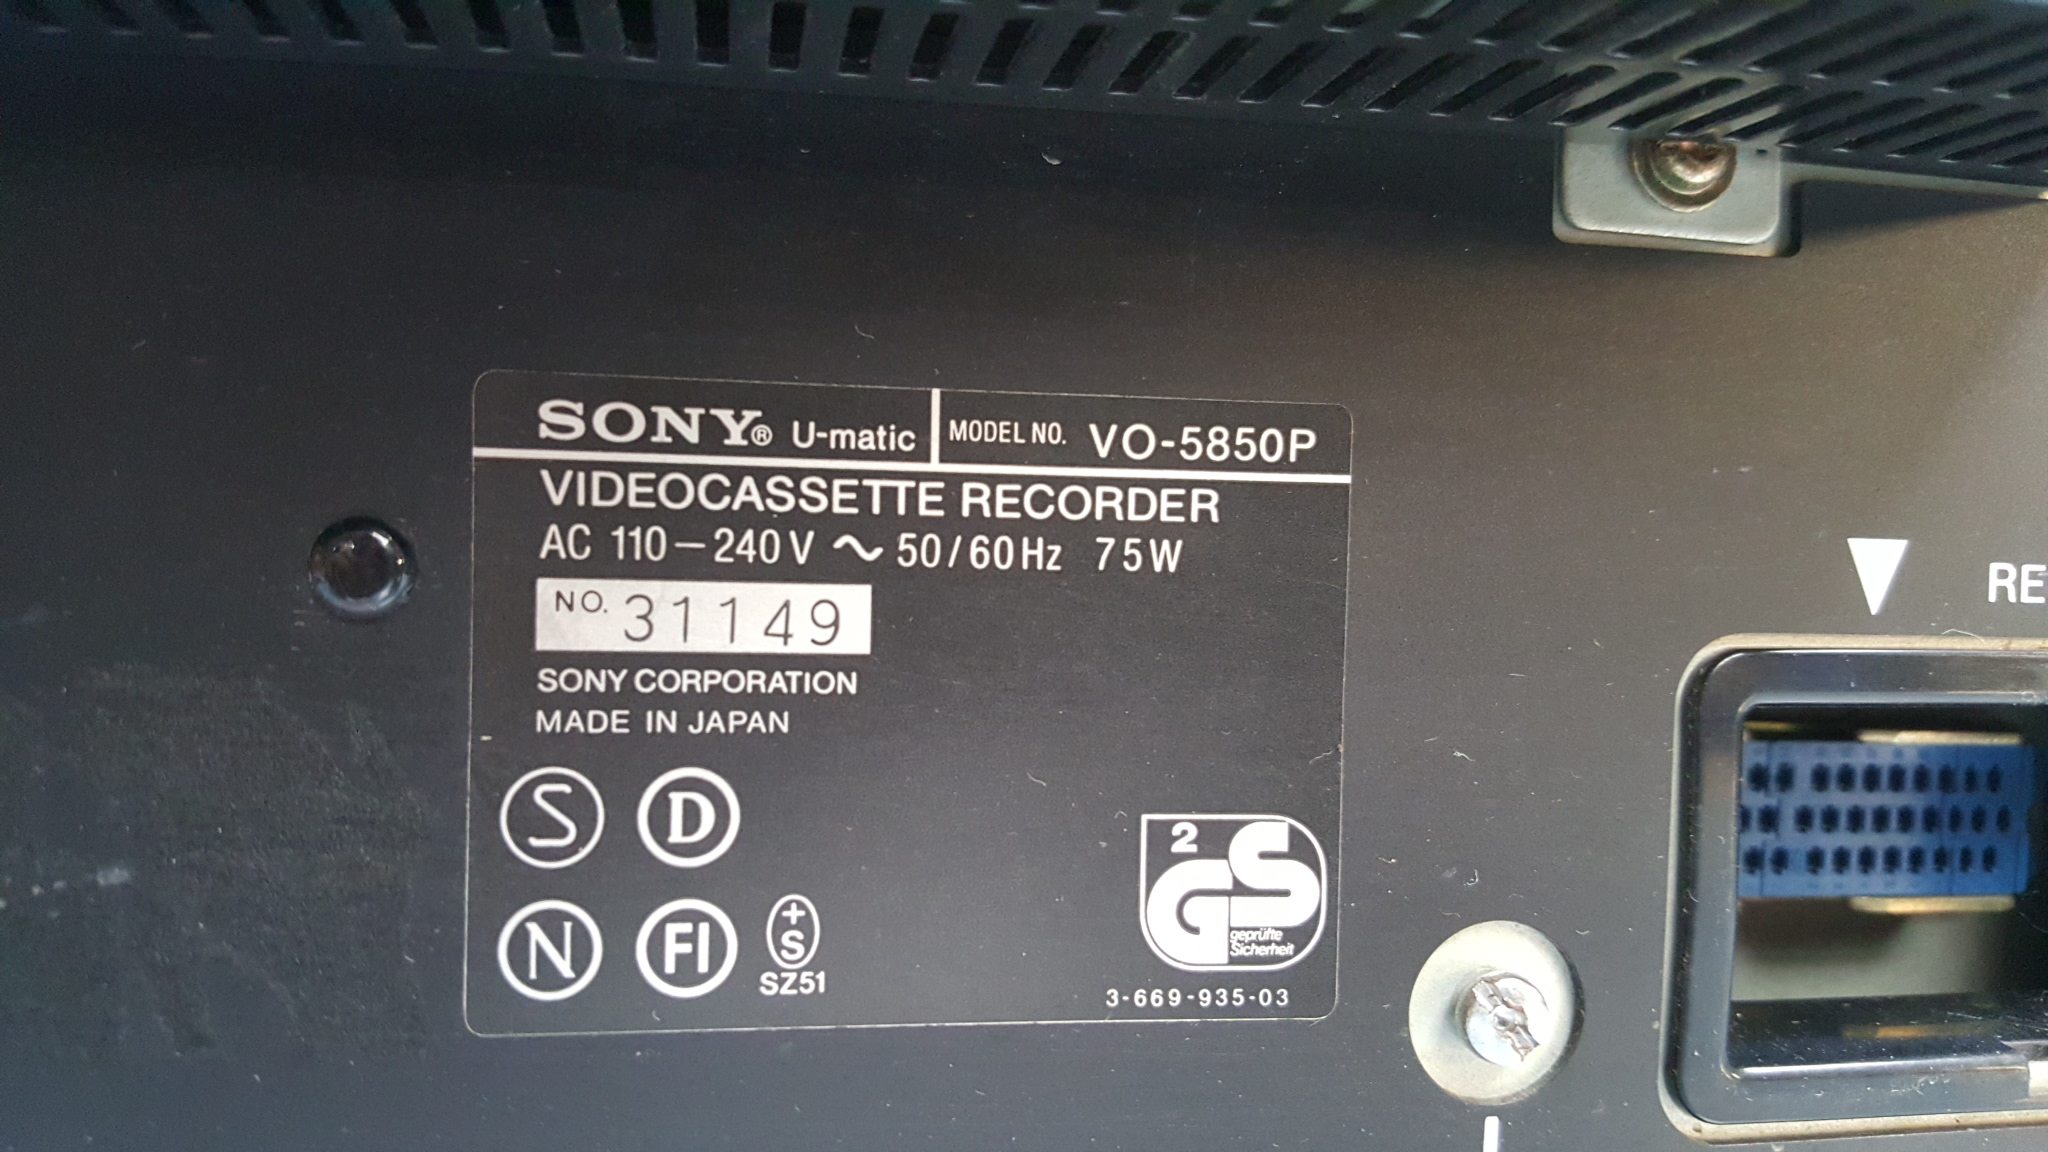 SONY® U-matic MODEL NO. VO-5850P
VIDEOCASSETTE RECORDER
AC 110-240V ~ 50/60Hz 75W
NO. 31149
SONY CORPORATION
MADE IN JAPAN
S D
N FI +S
SZ51
2
GS
geprüfte
Sicherheit
3-669-935-03
RE